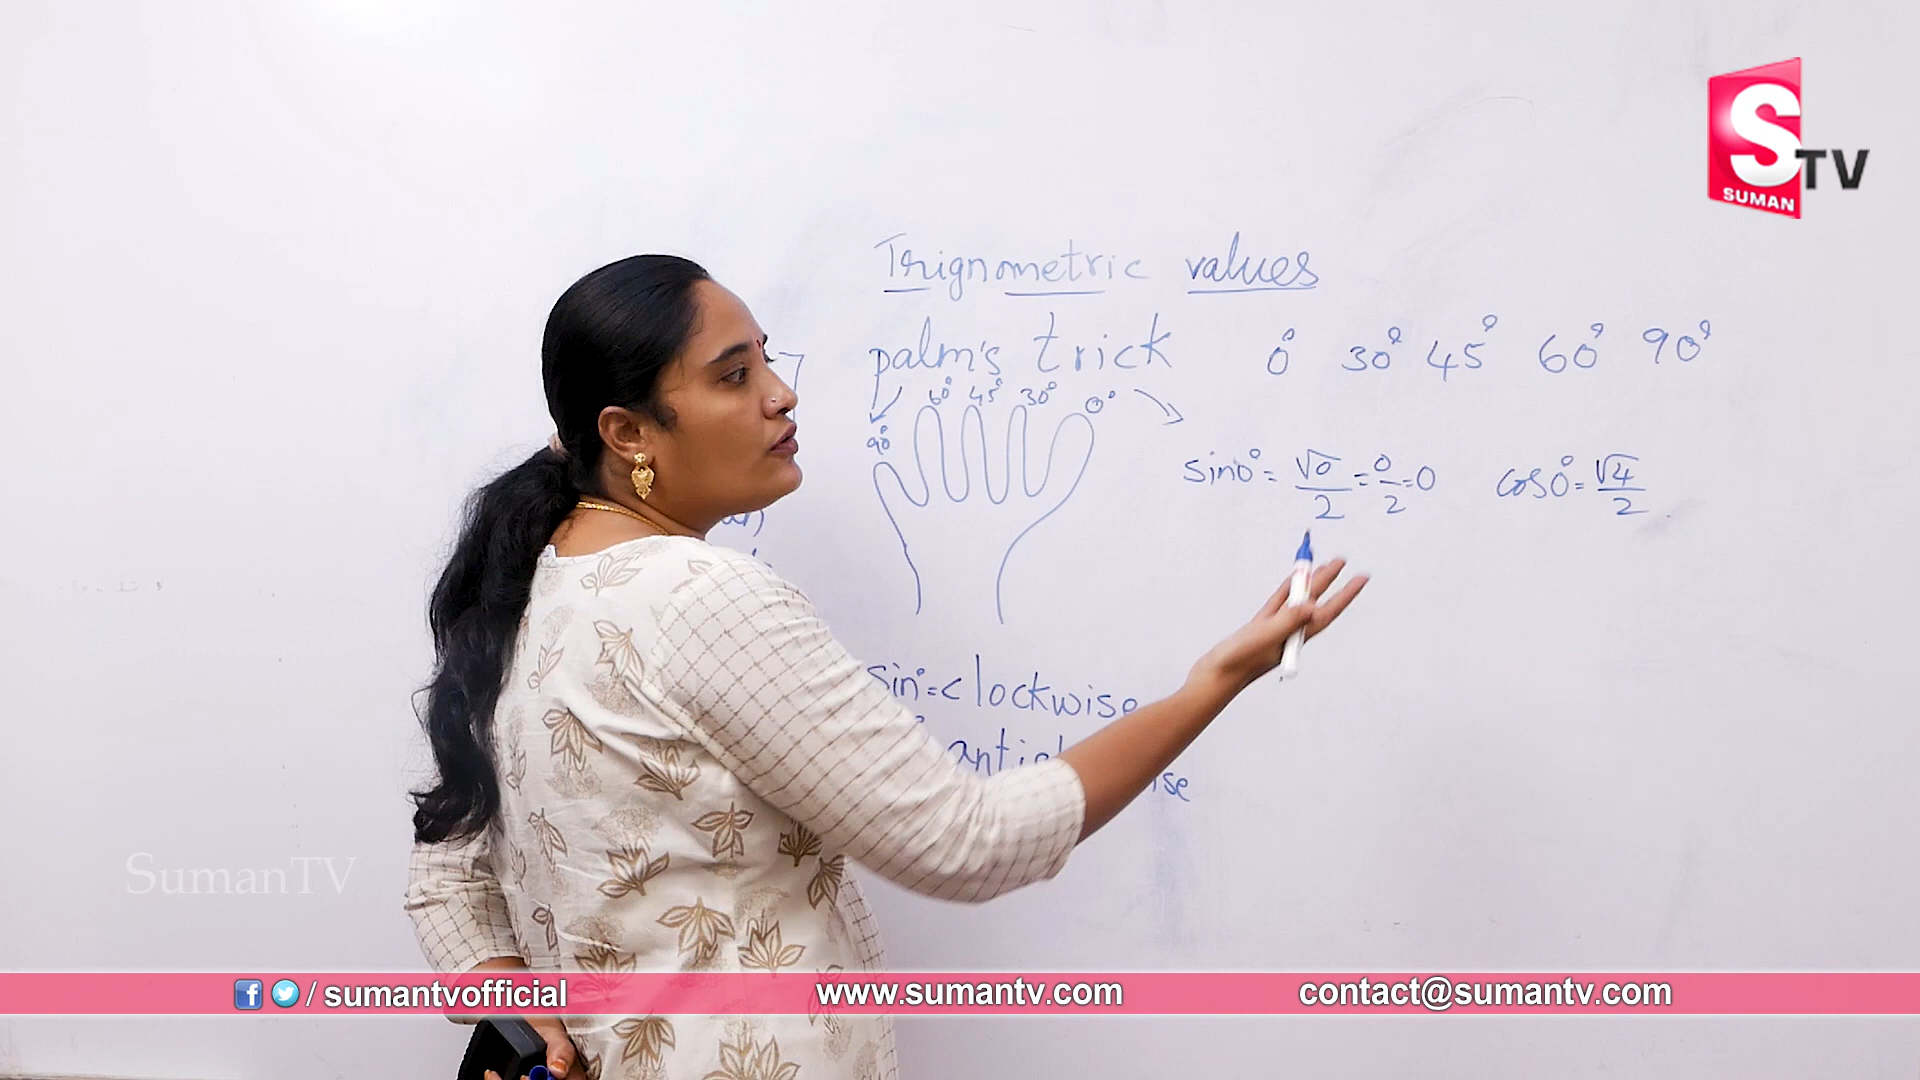 S
TV
SUMAN
Trignometric values
palm's trick
0° 30° 45° 60° 90°
60° 45° 30° 0°
90°
sin0° = √0/2 = 0/2 = 0
cos0° = √4/2
sin° = clockwise
SumanTV
/ sumantvofficial
www.sumantv.com
contact@sumantv.com